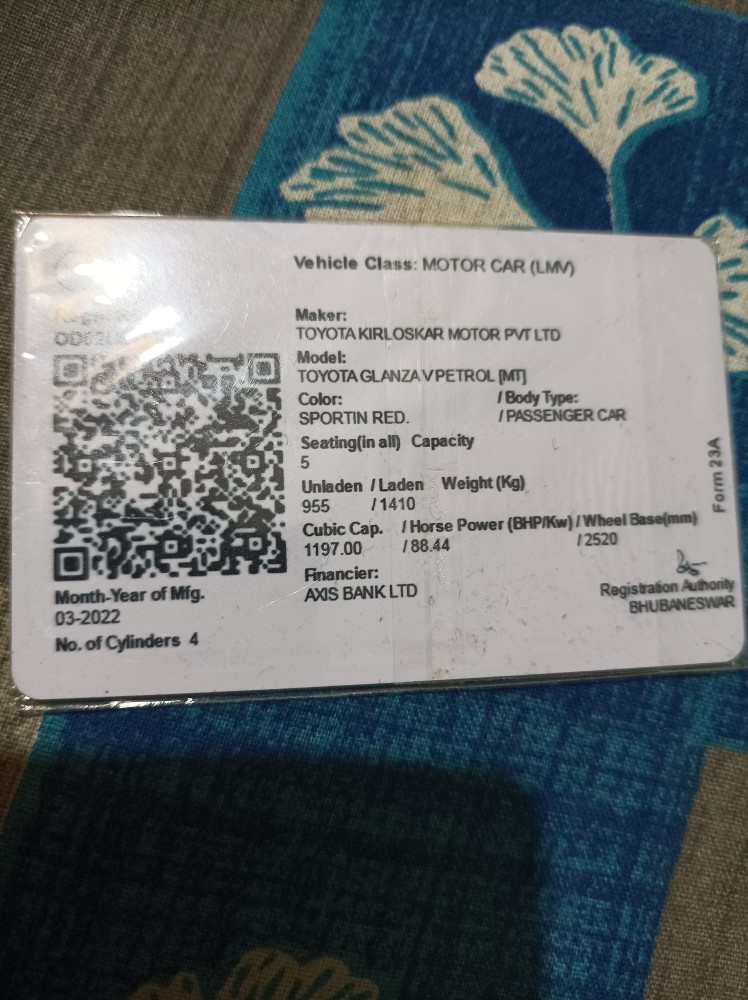 Vehicle Class: MOTOR CAR (LMV)
Maker:
TOYOTA KIRLOSKAR MOTOR PVT LTD
Model:
TOYOTA GLANZA V PETROL [MT]
Color: / Body Type:
SPORTIN RED. / PASSENGER CAR
Seating(in all) Capacity
5
Unladen / Laden Weight (Kg)
955 / 1410
Cubic Cap. / Horse Power (BHP/Kw) / Wheel Base(mm)
1197.00 / 88.44 / 2520
Financier:
AXIS BANK LTD
Month-Year of Mfg.
03-2022
No. of Cylinders 4
Form 23A
Registration Authority
BHUBANESWAR